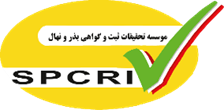 موسسه تحقیقات ثبت و گواهی بذر و نهال
SPCRI